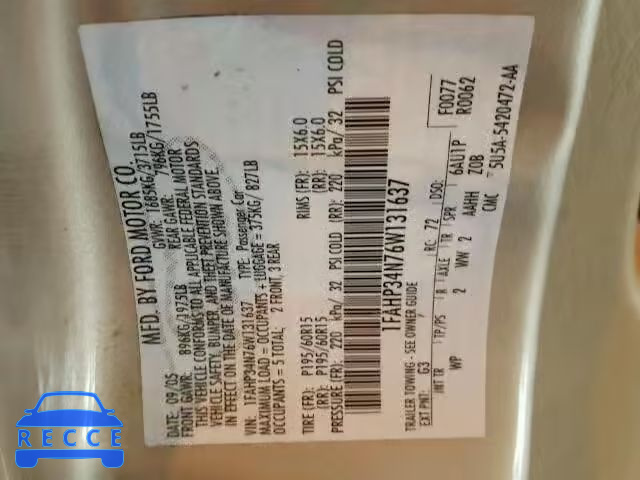 MFD. BY FORD MOTOR CO.
DATE: 09/05 GVWR: 1685KG/3715LB
FRONT GAWR: 896KG/1975LB REAR GAWR: 796KG/1755LB
THIS VEHICLE CONFORMS TO ALL APPLICABLE FEDERAL MOTOR
VEHICLE SAFETY, BUMPER, AND THEFT PREVENTION STANDARDS
IN EFFECT ON THE DATE OF MANUFACTURE SHOWN ABOVE.
VIN: 1FAHP34N76W131637 TYPE: Passenger Car
MAXIMUM LOAD = OCCUPANTS + LUGGAGE = 375KG/ 827LB
OCCUPANTS = 5 TOTAL: 2 FRONT, 3 REAR
TIRE (FR): P195/60R15 RIMS (FR): 15X6.0
(RR): P195/60R15 (RR): 15X6.0
PRESSURE (FR): 220 kPa/ 32 PSI COLD (RR): 220 kPa/ 32 PSI COLD
1FAHP34N76W131637
TRAILER TOWING - SEE OWNER GUIDE F0077
EXT PNT: G3 RC: 72 DSO: R0062
INT TR TP/PS R AXLE TR SPR 6AU1P
WP 2 WW 2 AAHH ZOB
CMC 5U5A-5420472-AA
RECCE